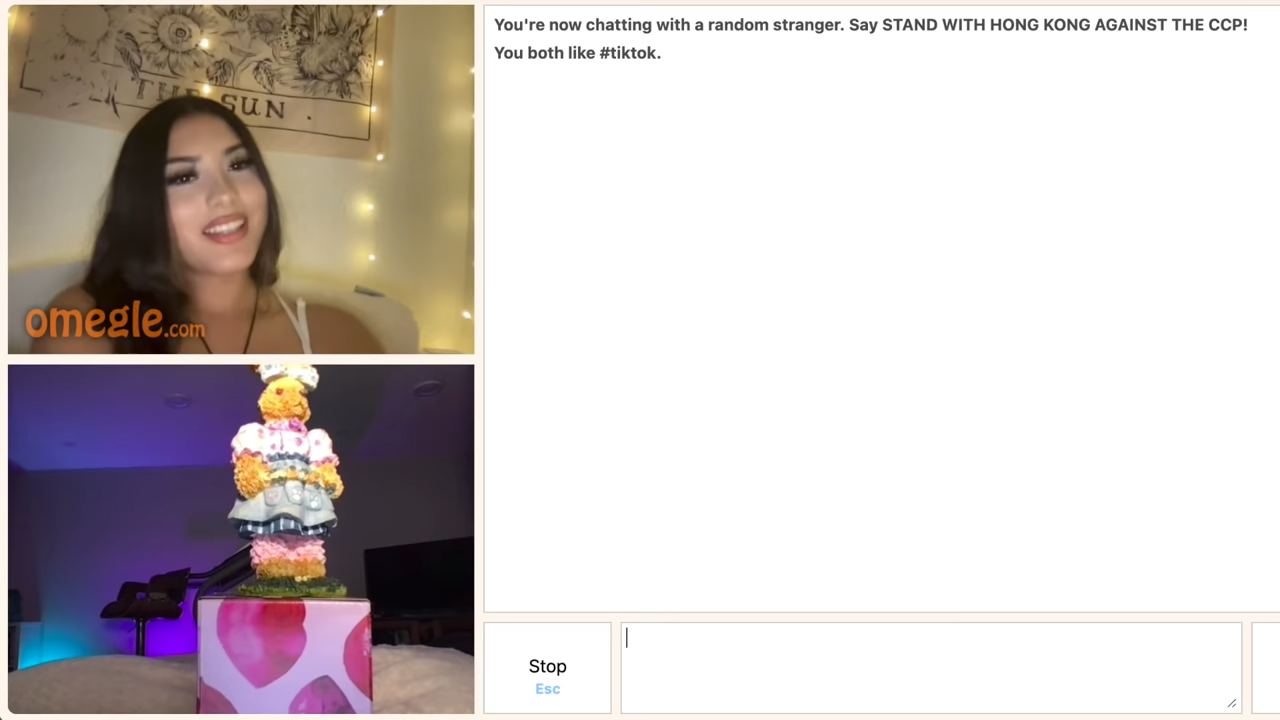 THE SUN .
omegle.com
You're now chatting with a random stranger. Say STAND WITH HONG KONG AGAINST THE CCP!
You both like #tiktok.
Stop
Esc